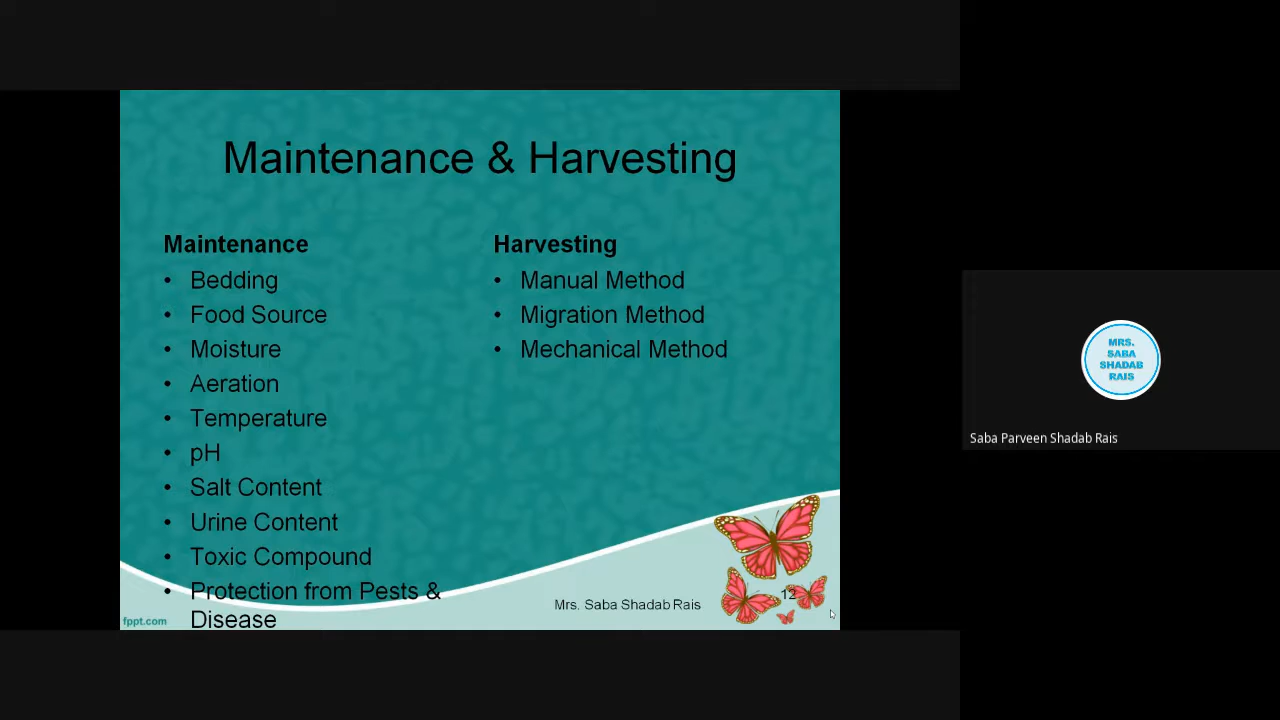 Maintenance & Harvesting
Maintenance
• Bedding
• Food Source
• Moisture
• Aeration
• Temperature
• pH
• Salt Content
• Urine Content
• Toxic Compound
• Protection from Pests &
Disease
Harvesting
• Manual Method
• Migration Method
• Mechanical Method
fppt.com
Mrs. Saba Shadab Rais
12
MRS.
SABA
SHADAB
RAIS
Saba Parveen Shadab Rais